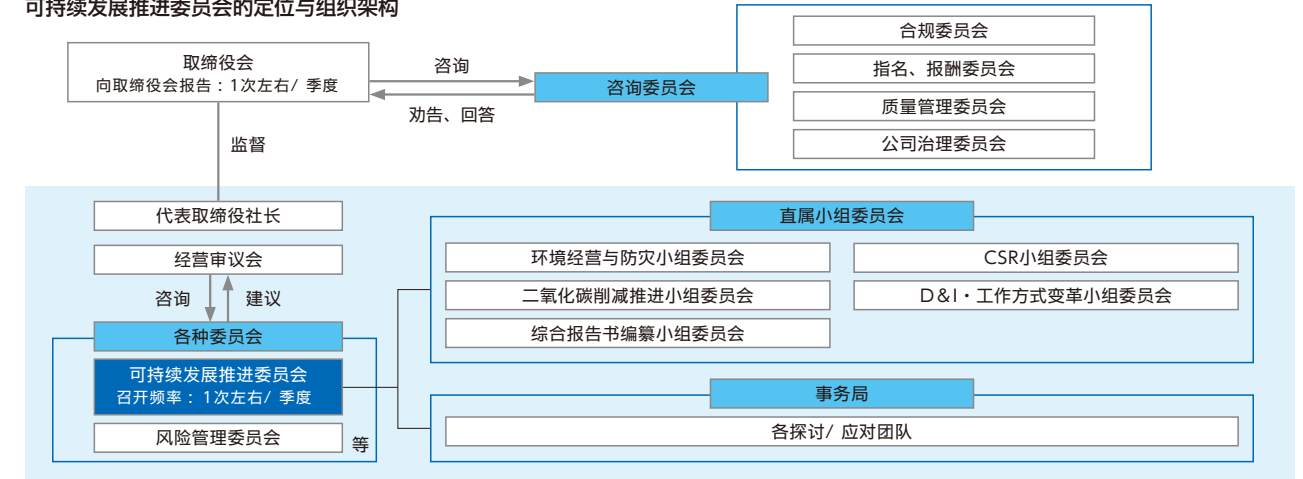 可持续发展推进委员会的定位与组织架构
取缔役会
向取缔役会报告：1次左右/ 季度
咨询
劝告、回答
咨询委员会
合规委员会
指名、报酬委员会
质量管理委员会
公司治理委员会
监督
代表取缔役社长
经营审议会
咨询
建议
各种委员会
可持续发展推进委员会
召开频率：1次左右/ 季度
风险管理委员会
等
直属小组委员会
环境经营与防灾小组委员会
CSR小组委员会
二氧化碳削减推进小组委员会
D&I・工作方式变革小组委员会
综合报告书编纂小组委员会
事务局
各探讨/ 应对团队